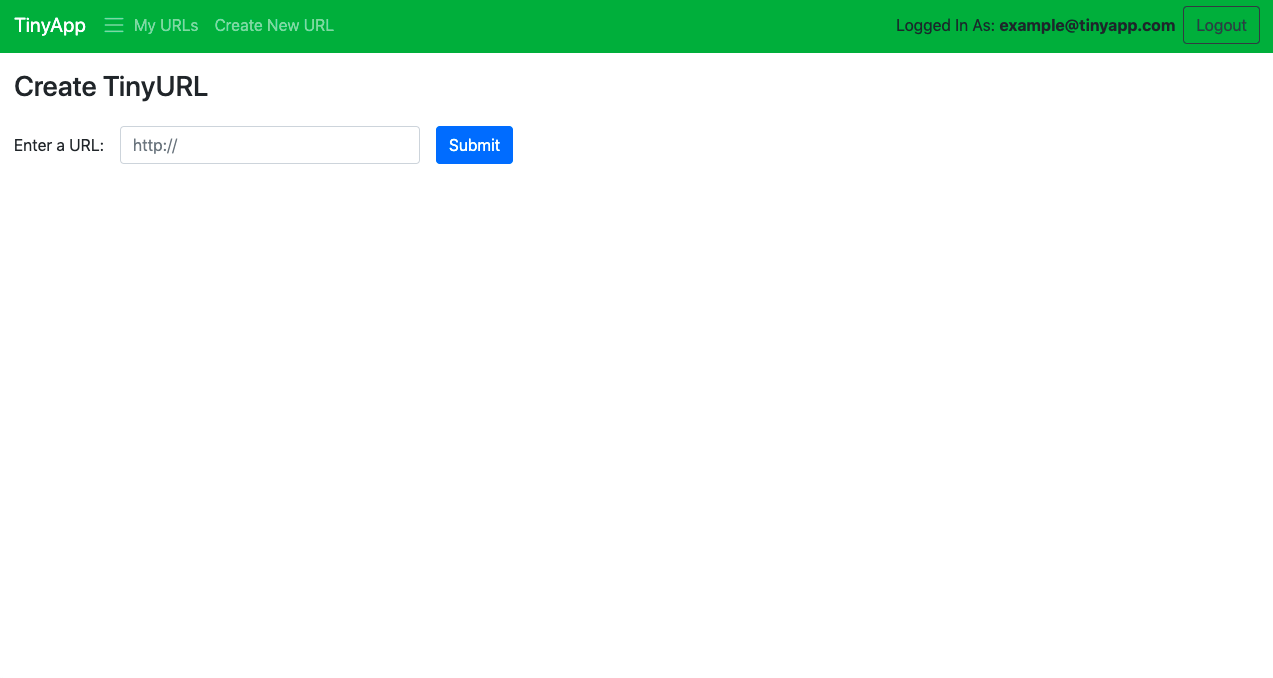 TinyApp My URLs Create New URL Logged In As: example@tinyapp.com Logout
Create TinyURL
Enter a URL: http:// Submit